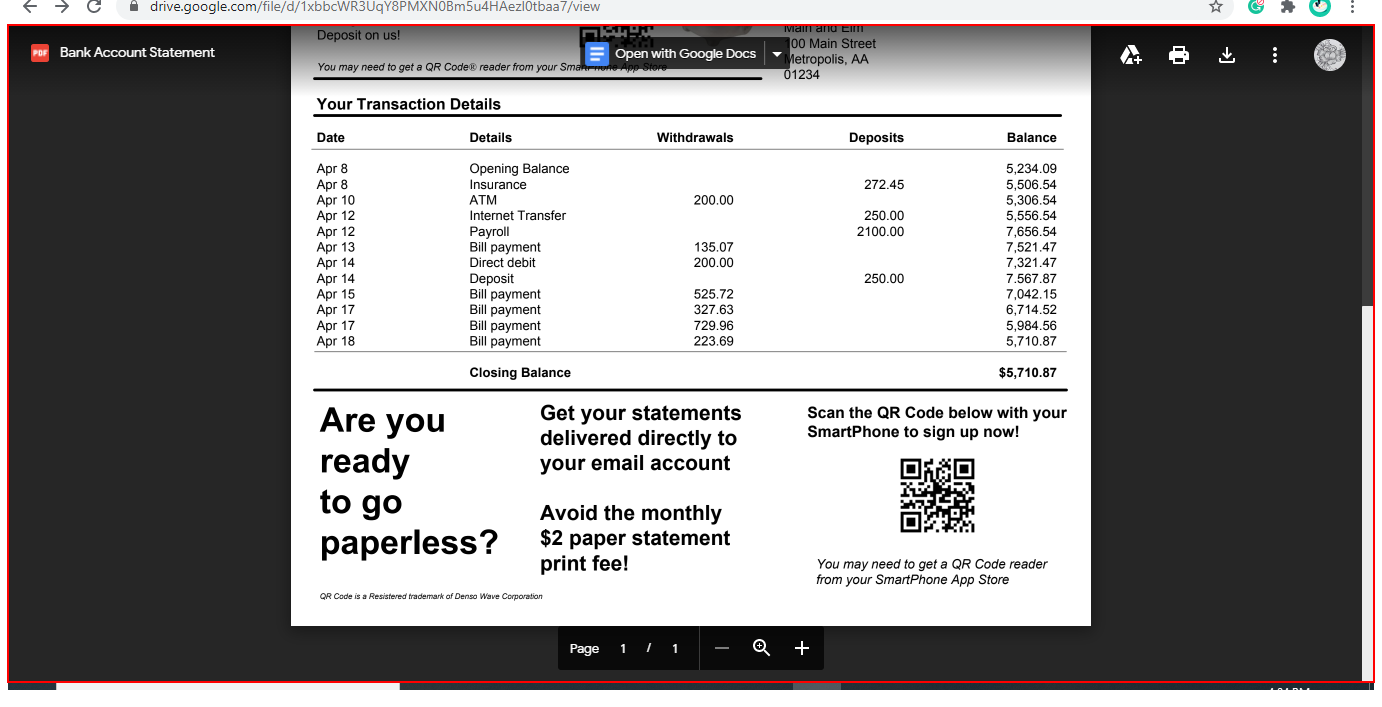 drive.google.com/file/d/1xbbcWR3UqY8PMXN0Bm5u4HAezI0tbaa7/view
PDF Bank Account Statement
Open with Google Docs
Deposit on us!
You may need to get a QR Code® reader from your SmartPhone App Store
Main and Elm
100 Main Street
Metropolis, AA
01234
Your Transaction Details
Date Details Withdrawals Deposits Balance
Apr 8 Opening Balance 5,234.09
Apr 8 Insurance 272.45 5,506.54
Apr 10 ATM 200.00 5,306.54
Apr 12 Internet Transfer 250.00 5,556.54
Apr 12 Payroll 2100.00 7,656.54
Apr 13 Bill payment 135.07 7,521.47
Apr 14 Direct debit 200.00 7,321.47
Apr 14 Deposit 250.00 7.567.87
Apr 15 Bill payment 525.72 7,042.15
Apr 17 Bill payment 327.63 6,714.52
Apr 17 Bill payment 729.96 5,984.56
Apr 18 Bill payment 223.69 5,710.87
Closing Balance $5,710.87
Are you
ready
to go
paperless?
Get your statements
delivered directly to
your email account
Avoid the monthly
$2 paper statement
print fee!
Scan the QR Code below with your
SmartPhone to sign up now!
You may need to get a QR Code reader
from your SmartPhone App Store
QR Code is a Resistered trademark of Denso Wave Corporation
Page 1 / 1